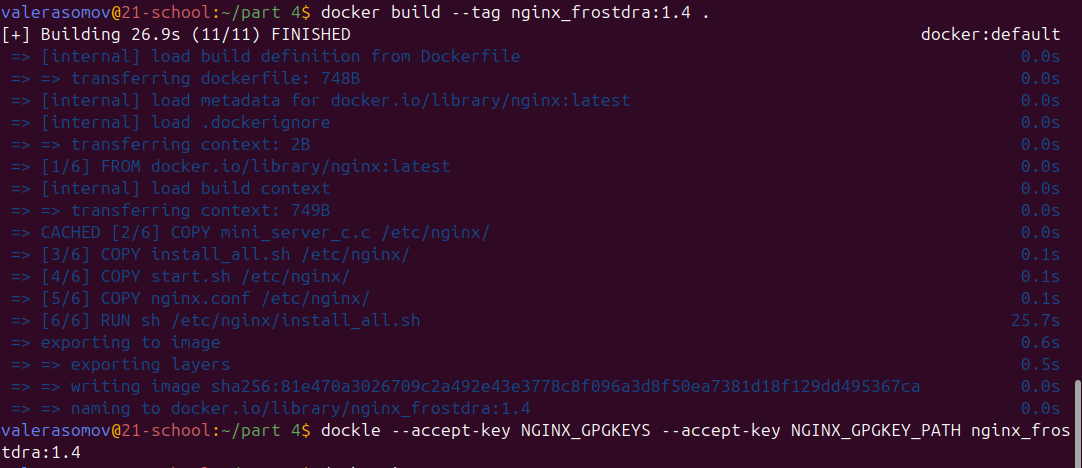 valerasomov@21-school:~/part 4$ docker build --tag nginx_frostdra:1.4 .
[+] Building 26.9s (11/11) FINISHED docker:default
=> [internal] load build definition from Dockerfile 0.0s
=> => transferring dockerfile: 748B 0.0s
=> [internal] load metadata for docker.io/library/nginx:latest 0.0s
=> [internal] load .dockerignore 0.0s
=> => transferring context: 2B 0.0s
=> [1/6] FROM docker.io/library/nginx:latest 0.0s
=> [internal] load build context 0.0s
=> => transferring context: 749B 0.0s
=> CACHED [2/6] COPY mini_server_c.c /etc/nginx/ 0.0s
=> [3/6] COPY install_all.sh /etc/nginx/ 0.1s
=> [4/6] COPY start.sh /etc/nginx/ 0.1s
=> [5/6] COPY nginx.conf /etc/nginx/ 0.1s
=> [6/6] RUN sh /etc/nginx/install_all.sh 25.7s
=> exporting to image 0.6s
=> => exporting layers 0.5s
=> => writing image sha256:81e470a3026709c2a492e43e3778c8f096a3d8f50ea7381d18f129dd495367ca 0.0s
=> => naming to docker.io/library/nginx_frostdra:1.4 0.0s
valerasomov@21-school:~/part 4$ dockle --accept-key NGINX_GPGKEYS --accept-key NGINX_GPGKEY_PATH nginx_fros
tdra:1.4